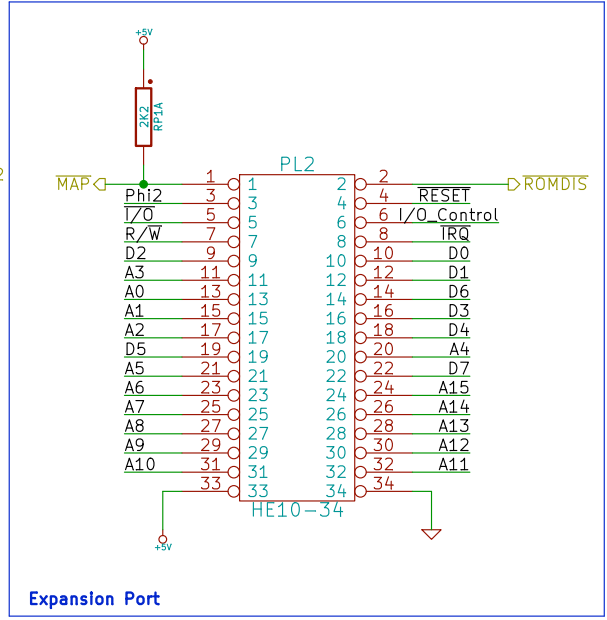 +5V
2K2
RP1A
PL2
MAP 1 1 2 2 ROMDIS
Phi2 3 3 4 4 RESET
I/O 5 5 6 6 I/O_Control
R/W 7 7 8 8 IRQ
D2 9 9 10 10 D0
A3 11 11 12 12 D1
A0 13 13 14 14 D6
A1 15 15 16 16 D3
A2 17 17 18 18 D4
D5 19 19 20 20 A4
A5 21 21 22 22 D7
A6 23 23 24 24 A15
A7 25 25 26 26 A14
A8 27 27 28 28 A13
A9 29 29 30 30 A12
A10 31 31 32 32 A11
33 33 34 34
HE10-34
+5V
Expansion Port